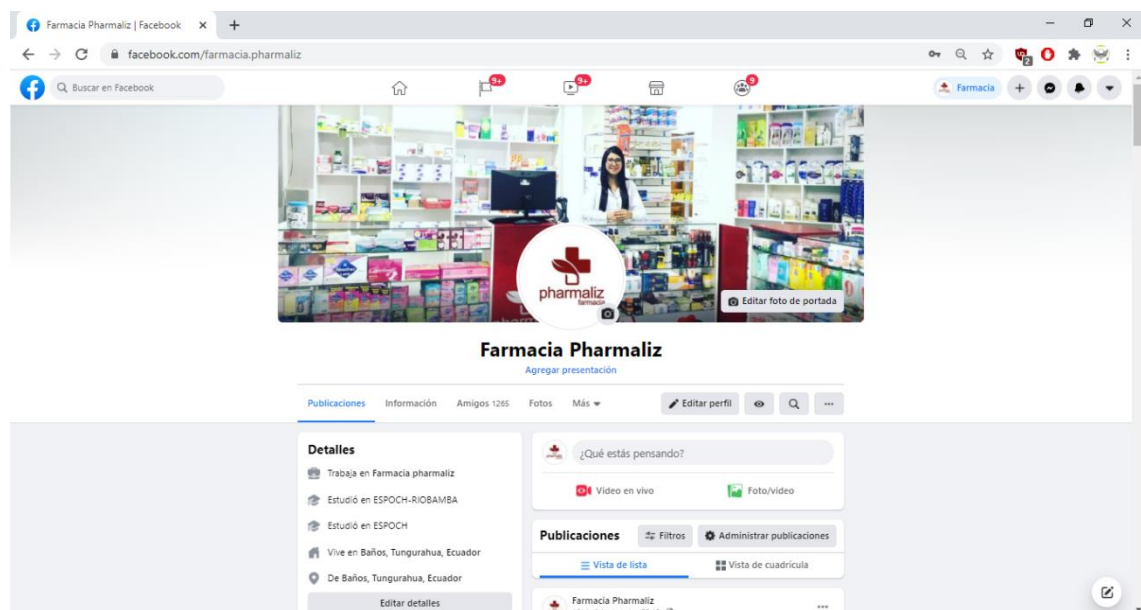 Farmacia Pharmaliz | Facebook
facebook.com/farmacia.pharmaliz
2
Buscar en Facebook
9+
9+
9
Farmacia
pharmaliz
farmacia
Editar foto de portada
Farmacia Pharmaliz
Agregar presentación
Publicaciones Información Amigos 1265 Fotos Más Editar perfil
Detalles
Trabaja en Farmacia pharmaliz
Estudió en ESPOCH-RIOBAMBA
Estudió en ESPOCH
Vive en Baños, Tungurahua, Ecuador
De Baños, Tungurahua, Ecuador
Editar detalles
¿Qué estás pensando?
Video en vivo Foto/video
Publicaciones Filtros Administrar publicaciones
Vista de lista Vista de cuadrícula
Farmacia Pharmaliz